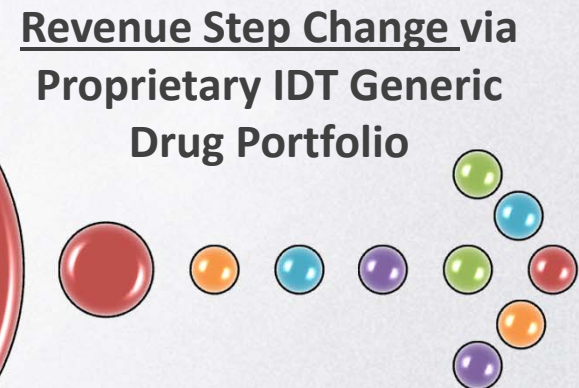 Revenue Step Change via
Proprietary IDT Generic
Drug Portfolio